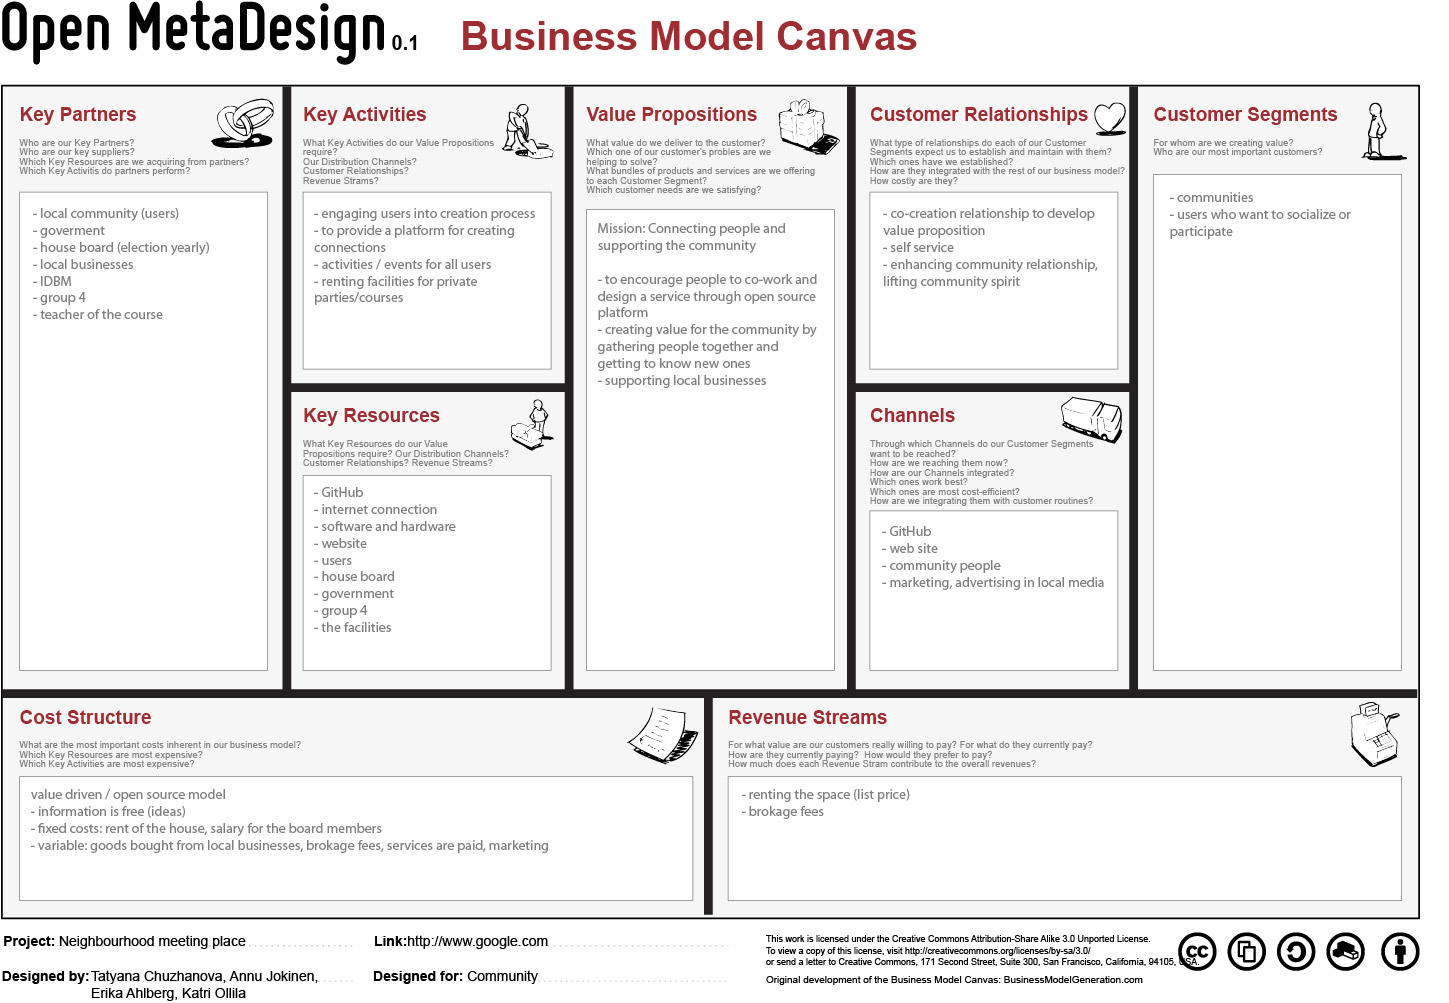 Open MetaDesign 0.1 Business Model Canvas
Key Partners
Who are our Key Partners?
Who are our key suppliers?
Which Key Resources are we acquiring from partners?
Which Key Activitis do partners perform?
- local community (users)
- goverment
- house board (election yearly)
- local businesses
- IDBM
- group 4
- teacher of the course
Key Activities
What Key Activities do our Value Propositions
require?
Our Distribution Channels?
Customer Relationships?
Revenue Strams?
- engaging users into creation process
- to provide a platform for creating
connections
- activities / events for all users
- renting facilities for private
parties/courses
Key Resources
What Key Resources do our Value
Propositions require? Our Distribution Channels?
Customer Relationships? Revenue Streams?
- GitHub
- internet connection
- software and hardware
- website
- users
- house board
- government
- group 4
- the facilities
Value Propositions
What value do we deliver to the customer?
Which one of our customer's probles are we
helping to solve?
What bundles of products and services are we offering
to each Customer Segment?
Which customer needs are we satisfying?
Mission: Connecting people and
supporting the community
- to encourage people to co-work and
design a service through open source
platform
- creating value for the community by
gathering people together and
getting to know new ones
- supporting local businesses
Customer Relationships
What type of relationships do each of our Customer
Segments expect us to establish and maintain with them?
Which ones have we established?
How are they integrated with the rest of our business model?
How costly are they?
- co-creation relationship to develop
value proposition
- self service
- enhancing community relationship,
lifting community spirit
Channels
Through which Channels do our Customer Segments
want to be reached?
How are we reaching them now?
How are our Channels integrated?
Which ones work best?
Which ones are most cost-efficient?
How are we integrating them with customer routines?
- GitHub
- web site
- community people
- marketing, advertising in local media
Customer Segments
For whom are we creating value?
Who are our most important customers?
- communities
- users who want to socialize or
participate
Cost Structure
What are the most important costs inherent in our business model?
Which Key Resources are most expensive?
Which Key Activities are most expensive?
value driven / open source model
- information is free (ideas)
- fixed costs: rent of the house, salary for the board members
- variable: goods bought from local businesses, brokage fees, services are paid, marketing
Revenue Streams
For what value are our customers really willing to pay? For what do they currently pay?
How are they currently paying? How would they prefer to pay?
How much does each Revenue Stram contribute to the overall revenues?
- renting the space (list price)
- brokage fees
Project: Neighbourhood meeting place
Link:http://www.google.com
Designed by: Tatyana Chuzhanova, Annu Jokinen,
Erika Ahlberg, Katri Ollila
Designed for: Community
This work is licensed under the Creative Commons Attribution-Share Alike 3.0 Unported License.
To view a copy of this license, visit http://creativecommons.org/licenses/by-sa/3.0/
or send a letter to Creative Commons, 171 Second Street, Suite 300, San Francisco, California, 94105, USA.
Original development of the Business Model Canvas: BusinessModelGeneration.com
cc